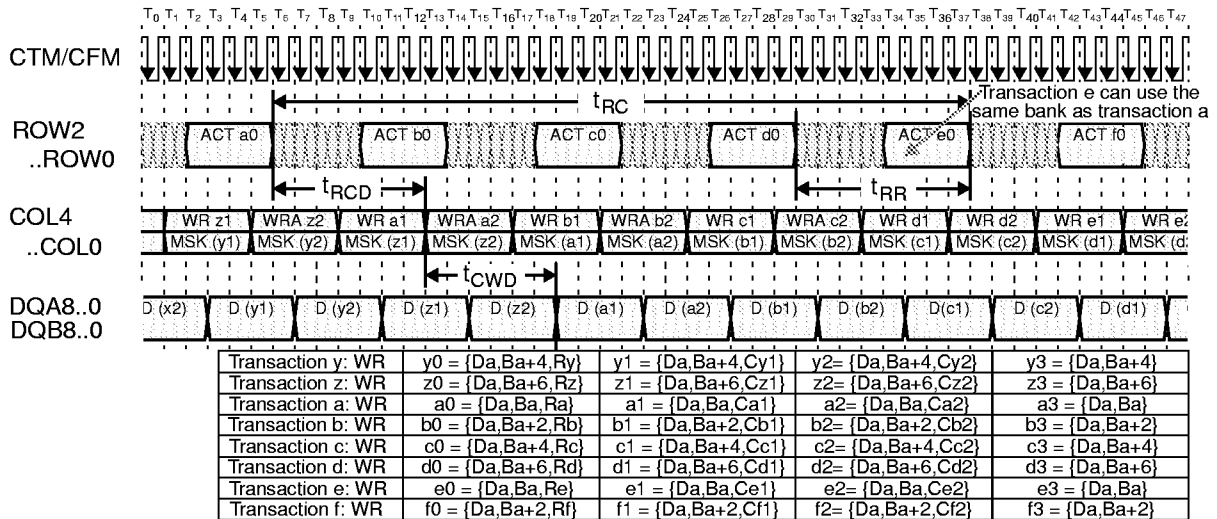 T0 T1 T2 T3 T4 T5 T6 T7 T8 T9 T10 T11 T12 T13 T14 T15 T16 T17 T18 T19 T20 T21 T22 T23 T24 T25 T26 T27 T28 T29 T30 T31 T32 T33 T34 T35 T36 T37 T38 T39 T40 T41 T42 T43 T44 T45 T46 T47
CTM/CFM
tRC
Transaction e can use the
same bank as transaction a
ROW2
..ROW0
ACT a0 ACT b0 ACT c0 ACT d0 ACT e0 ACT f0
tRCD tRR
COL4
..COL0
WR z1 WRA z2 WR a1 WRA a2 WR b1 WRA b2 WR c1 WRA c2 WR d1 WR d2 WR e1 WR e2
MSK (y1) MSK (y2) MSK (z1) MSK (z2) MSK (a1) MSK (a2) MSK (b1) MSK (b2) MSK (c1) MSK (c2) MSK (d1) MSK (d
tCWD
DQA8..0
DQB8..0
D (x2) D (y1) D (y2) D (z1) D (z2) D (a1) D (a2) D (b1) D (b2) D(c1) D (c2) D (d1)
Transaction y: WR y0 = {Da,Ba+4,Ry} y1 = {Da,Ba+4,Cy1} y2= {Da,Ba+4,Cy2} y3 = {Da,Ba+4}
Transaction z: WR z0 = {Da,Ba+6,Rz} z1 = {Da,Ba+6,Cz1} z2= {Da,Ba+6,Cz2} z3 = {Da,Ba+6}
Transaction a: WR a0 = {Da,Ba,Ra} a1 = {Da,Ba,Ca1} a2= {Da,Ba,Ca2} a3 = {Da,Ba}
Transaction b: WR b0 = {Da,Ba+2,Rb} b1 = {Da,Ba+2,Cb1} b2= {Da,Ba+2,Cb2} b3 = {Da,Ba+2}
Transaction c: WR c0 = {Da,Ba+4,Rc} c1 = {Da,Ba+4,Cc1} c2= {Da,Ba+4,Cc2} c3 = {Da,Ba+4}
Transaction d: WR d0 = {Da,Ba+6,Rd} d1 = {Da,Ba+6,Cd1} d2= {Da,Ba+6,Cd2} d3 = {Da,Ba+6}
Transaction e: WR e0 = {Da,Ba,Re} e1 = {Da,Ba,Ce1} e2= {Da,Ba,Ce2} e3 = {Da,Ba}
Transaction f: WR f0 = {Da,Ba+2,Rf} f1 = {Da,Ba+2,Cf1} f2= {Da,Ba+2,Cf2} f3 = {Da,Ba+2}